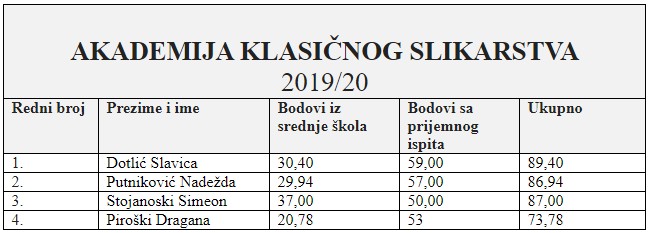 AKADEMIJA KLASIČNOG SLIKARSTVA
2019/20
Redni broj Prezime i ime Bodovi iz srednje škola Bodovi sa prijemnog ispita Ukupno
1. Dotlić Slavica 30,40 59,00 89,40
2. Putniković Nadežda 29,94 57,00 86,94
3. Stojanoski Simeon 37,00 50,00 87,00
4. Piroški Dragana 20,78 53 73,78